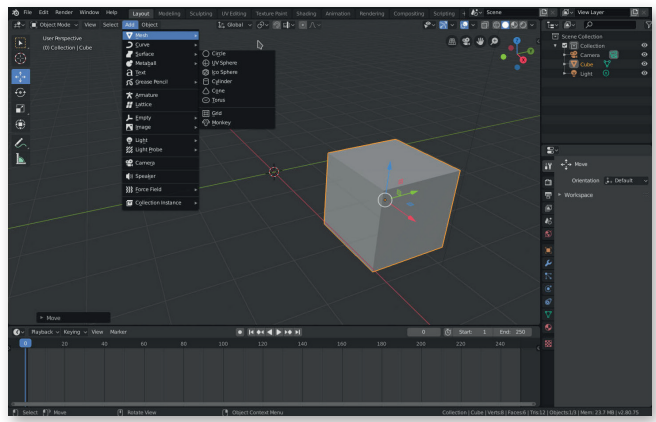 File Edit Render Window Help Layout Modeling Sculpting UV Editing Texture Paint Shading Animation Rendering Compositing Scripting Scene View Layer
Object Mode View Select Add Object Global
User Perspective
(0) Collection | Cube
Mesh
Curve
Surface
Metaball
Text
Grease Pencil
Armature
Lattice
Empty
Image
Light
Light Probe
Camera
Speaker
Force Field
Collection Instance
Circle
UV Sphere
Ico Sphere
Cylinder
Cone
Torus
Grid
Monkey
Z
Scene Collection
Collection
Camera
Cube
Light
Move
Orientation Default
Workspace
Move
Playback Keying View Marker 0 Start: 1 End: 250
0 20 40 60 80 100 120 140 160 180 200 220 240
Select Move Rotate View Object Context Menu Collection | Cube | Verts:8 | Faces:6 | Tris:12 | Objects:1/3 | Mem: 23.7 MB | v2.80.75